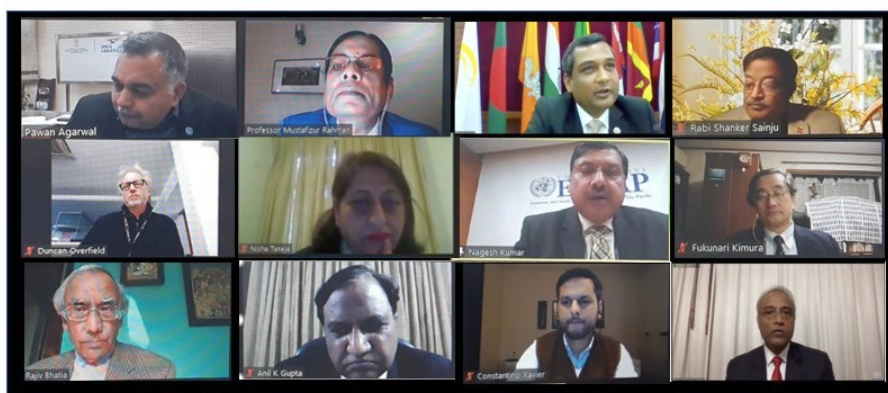 Pawan Agarwal
Professor Mustafizur Rahman
Rabi Shanker Sainju
Duncan Overfield
Nisha Taneja
Nagesh Kumar
Fukunari Kimura
Rajiv Bhatia
Anil K Gupta
Constantino Xavier